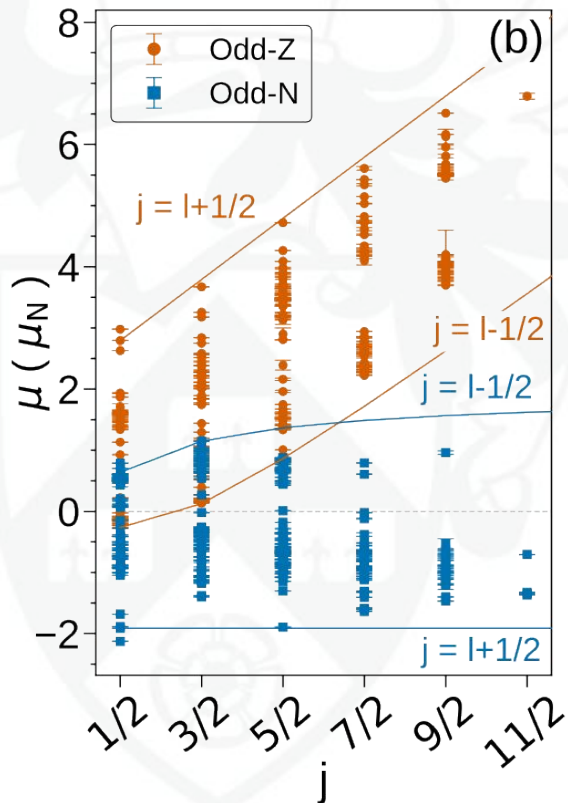 (b)
Odd-Z
Odd-N
8
6
4
2
0
−2
μ ( μ_N )
j = l+1/2
j = l-1/2
j = l-1/2
j = l+1/2
1/2
3/2
5/2
7/2
9/2
11/2
j